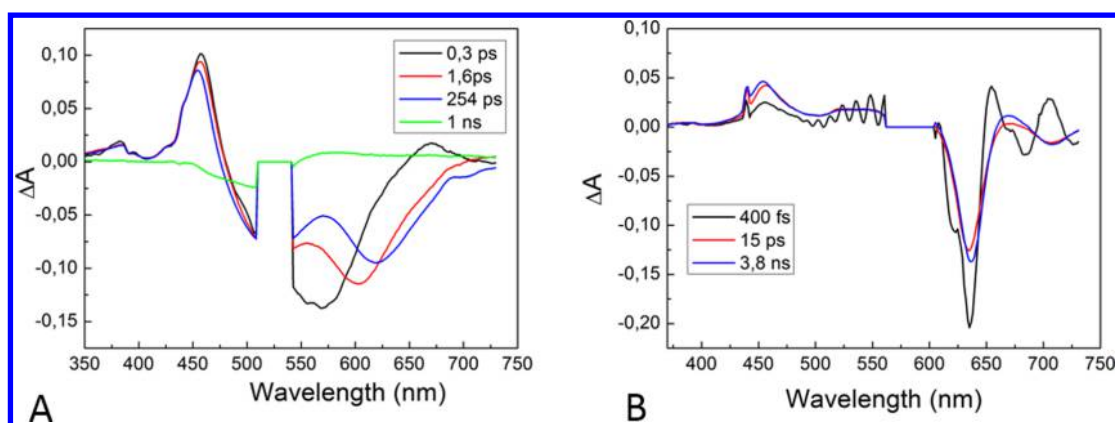 0,10
0,05
0,00
-0,05
-0,10
-0,15
ΔA
0,3 ps
1,6ps
254 ps
1 ns
350 400 450 500 550 600 650 700 750
Wavelength (nm)
A
0,10
0,05
0,00
-0,05
-0,10
-0,15
-0,20
ΔA
400 fs
15 ps
3,8 ns
400 450 500 550 600 650 700 750
Wavelength (nm)
B